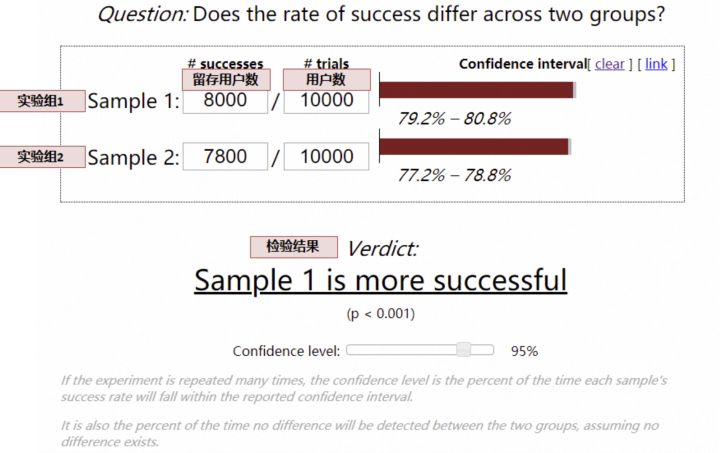 Question: Does the rate of success differ across two groups?
# successes # trials Confidence interval[ clear ] [ link ]
留存用户数 用户数
实验组1 Sample 1: 8000 / 10000
79.2% – 80.8%
实验组2 Sample 2: 7800 / 10000
77.2% – 78.8%
检验结果 Verdict:
Sample 1 is more successful
(p < 0.001)
Confidence level: 95%
If the experiment is repeated many times, the confidence level is the percent of the time each sample's
success rate will fall within the reported confidence interval.
It is also the percent of the time no difference will be detected between the two groups, assuming no
difference exists.